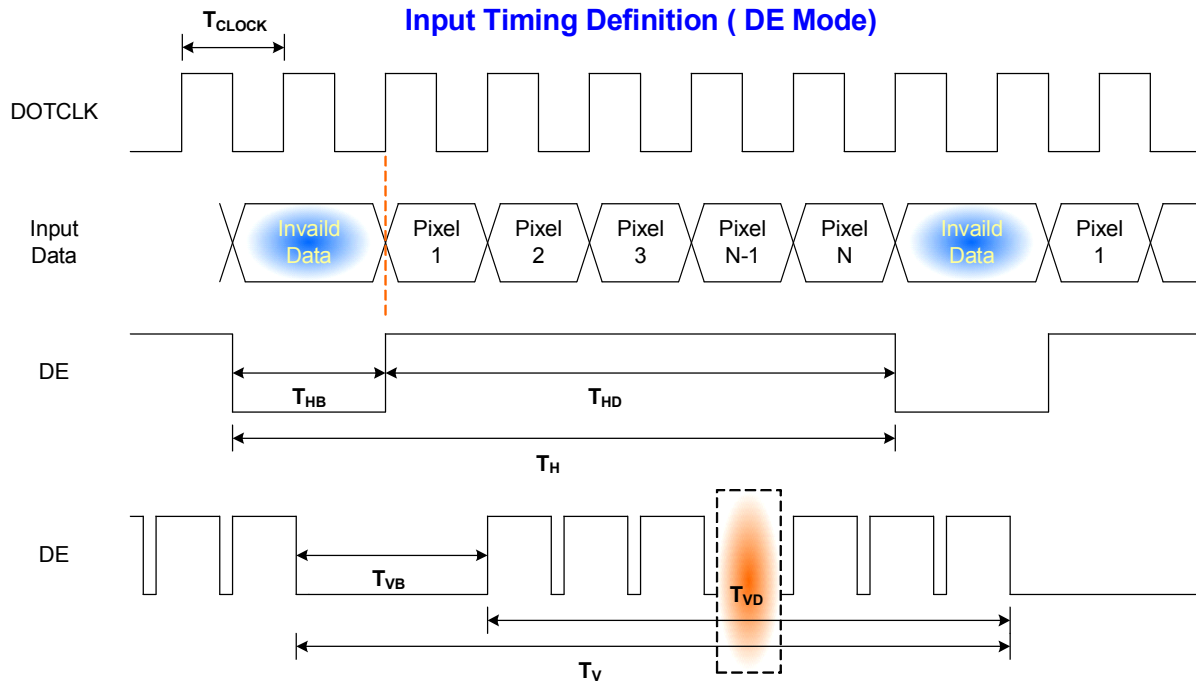 Input Timing Definition ( DE Mode)
TCLOCK
DOTCLK
Input
Data
Invaild
Data
Pixel
1
Pixel
2
Pixel
3
Pixel
N-1
Pixel
N
Invaild
Data
Pixel
1
DE
THB
THD
TH
DE
TVB
TVD
TV